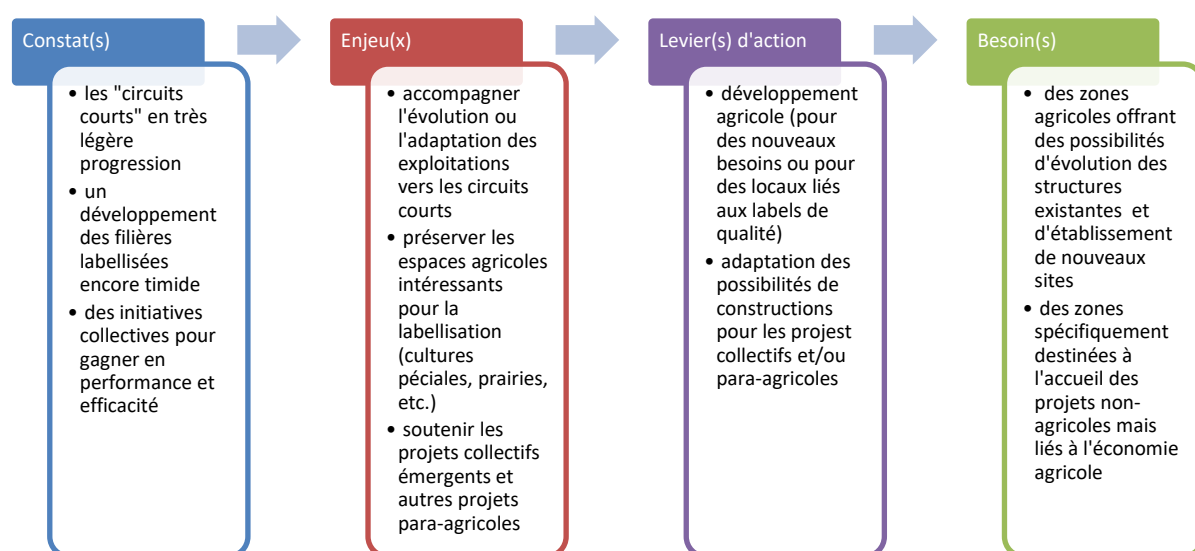 Constat(s)
• les "circuits
courts" en très
légère
progression
• un
développement
des filières
labellisées
encore timide
• des initiatives
collectives pour
gagner en
performance et
efficacité
Enjeu(x)
• accompagner
l'évolution ou
l'adaptation des
exploitations
vers les circuits
courts
• préserver les
espaces agricoles
intéressants
pour la
labellisation
(cultures
péciales, prairies,
etc.)
• soutenir les
projets collectifs
émergents et
autres projets
para-agricoles
Levier(s) d'action
• développement
agricole (pour
des nouveaux
besoins ou pour
des locaux liés
aux labels de
qualité)
• adaptation des
possibilités de
constructions
pour les projest
collectifs et/ou
para-agricoles
Besoin(s)
• des zones
agricoles offrant
des possibilités
d'évolution des
structures
existantes et
d'établissement
de nouveaux
sites
• des zones
spécifiquement
destinées à
l'accueil des
projets non-
agricoles mais
liés à l'économie
agricole